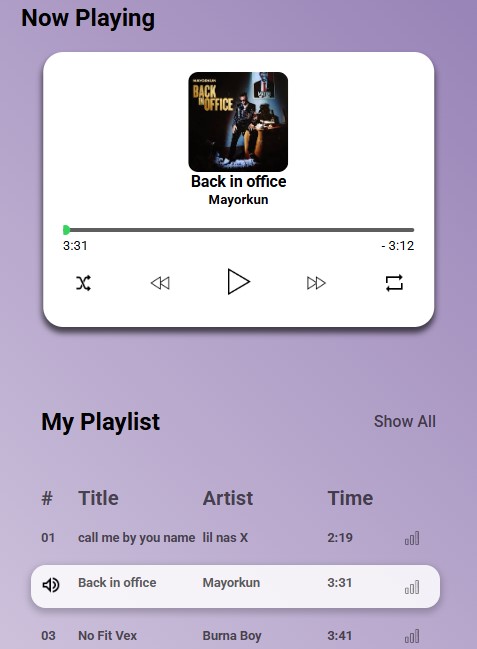 Now Playing
MAYORKUN
BACK
IN
OFFICE
Back in office
Mayorkun
3:31 - 3:12
My Playlist Show All
# Title Artist Time
01 call me by you name lil nas X 2:19
Back in office Mayorkun 3:31
03 No Fit Vex Burna Boy 3:41